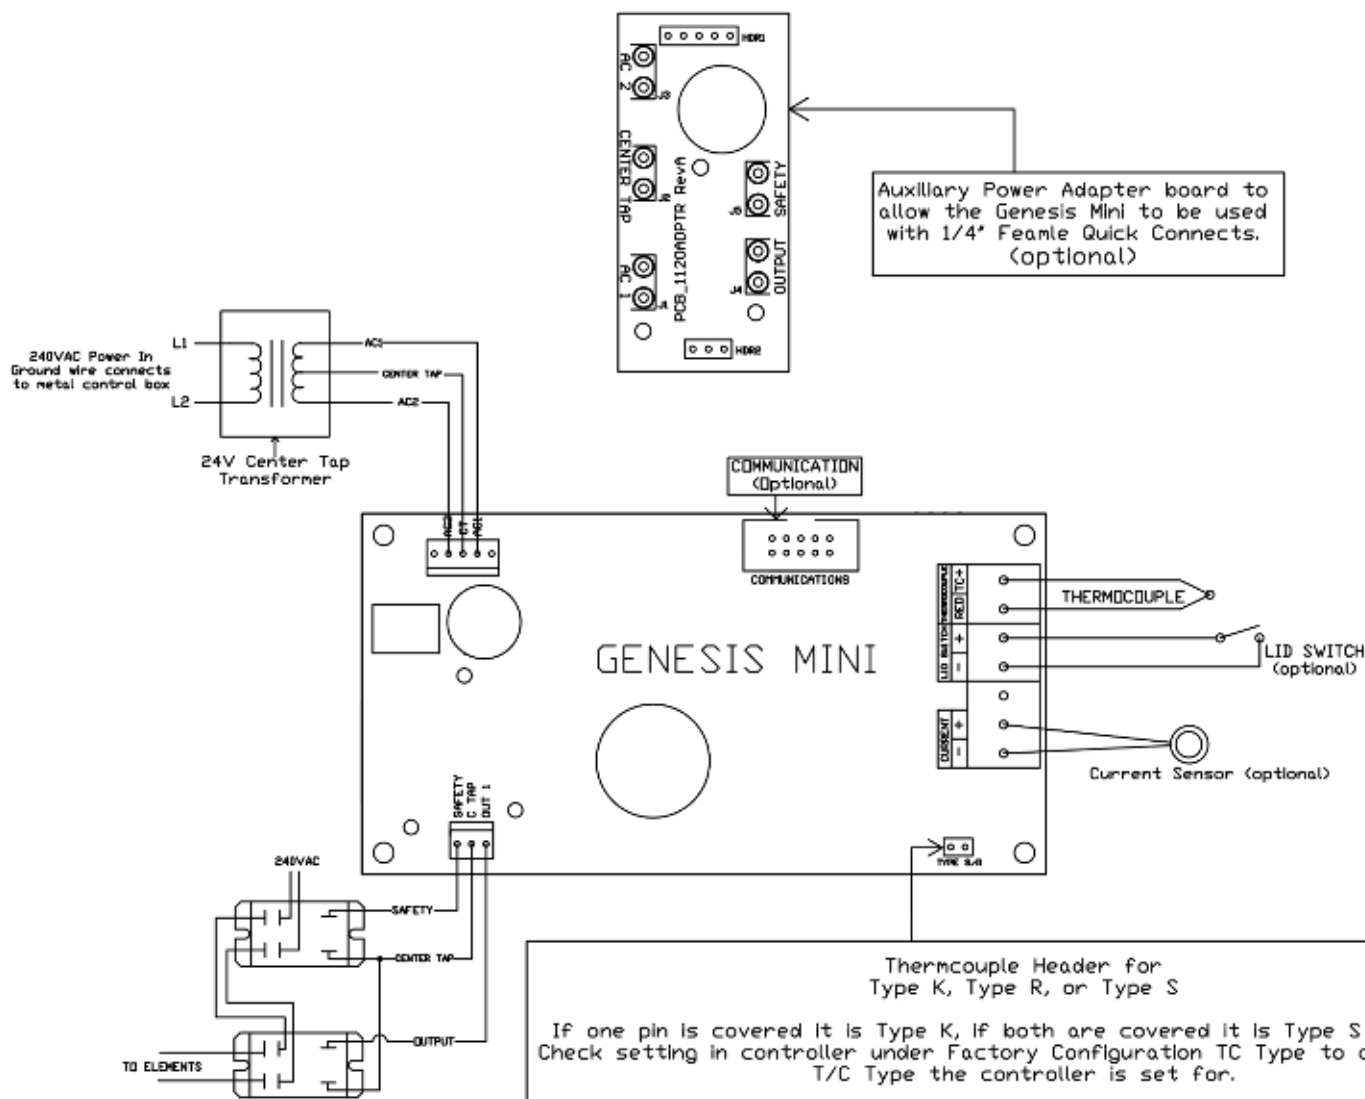 HDR1
AC 2
J3
CENTER TAP
J2
AC 1
J1
PCB_1120ADPTR RevA
SAFETY
J5
OUTPUT
J4
HDR2
Auxiliary Power Adapter board to
allow the Genesis Mini to be used
with 1/4" Feamle Quick Connects.
(optional)
240VAC Power In
Ground wire connects
to metal control box
L1
L2
AC1
CENTER TAP
AC2
24V Center Tap
Transformer
COMMUNICATION
(Optional)
AC2
CT
AC1
COMMUNICATIONS
GENESIS MINI
THERMOCOUPLE
TC+
RED
LID SWITCH
+
-
CURRENT
+
-
THERMOCOUPLE
LID SWITCH
(optional)
Current Sensor (optional)
SAFETY
C TAP
OUT 1
TYPE S/R
240VAC
SAFETY
CENTER TAP
OUTPUT
TO ELEMENTS
Thermcouple Header for
Type K, Type R, or Type S
If one pin is covered it is Type K, if both are covered it is Type S
Check setting in controller under Factory Configuration TC Type to
T/C Type the controller is set for.